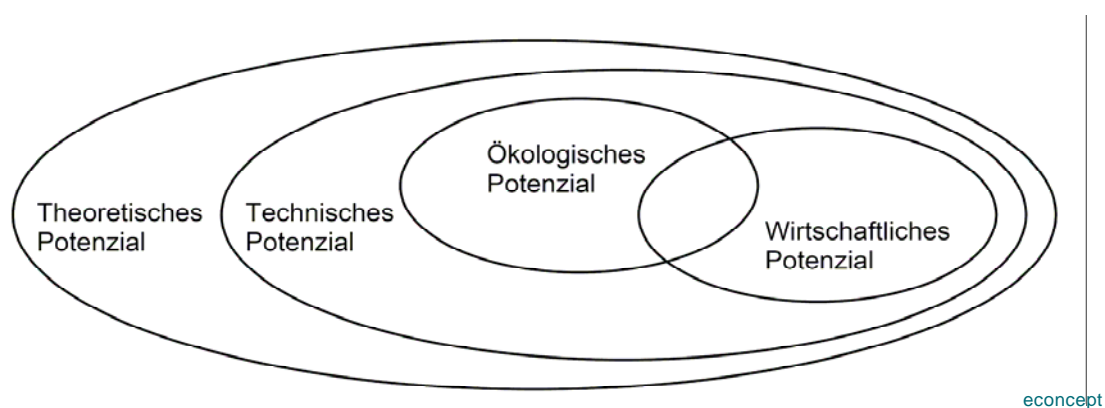 Theoretisches
Potenzial
Technisches
Potenzial
Ökologisches
Potenzial
Wirtschaftliches
Potenzial
econcept